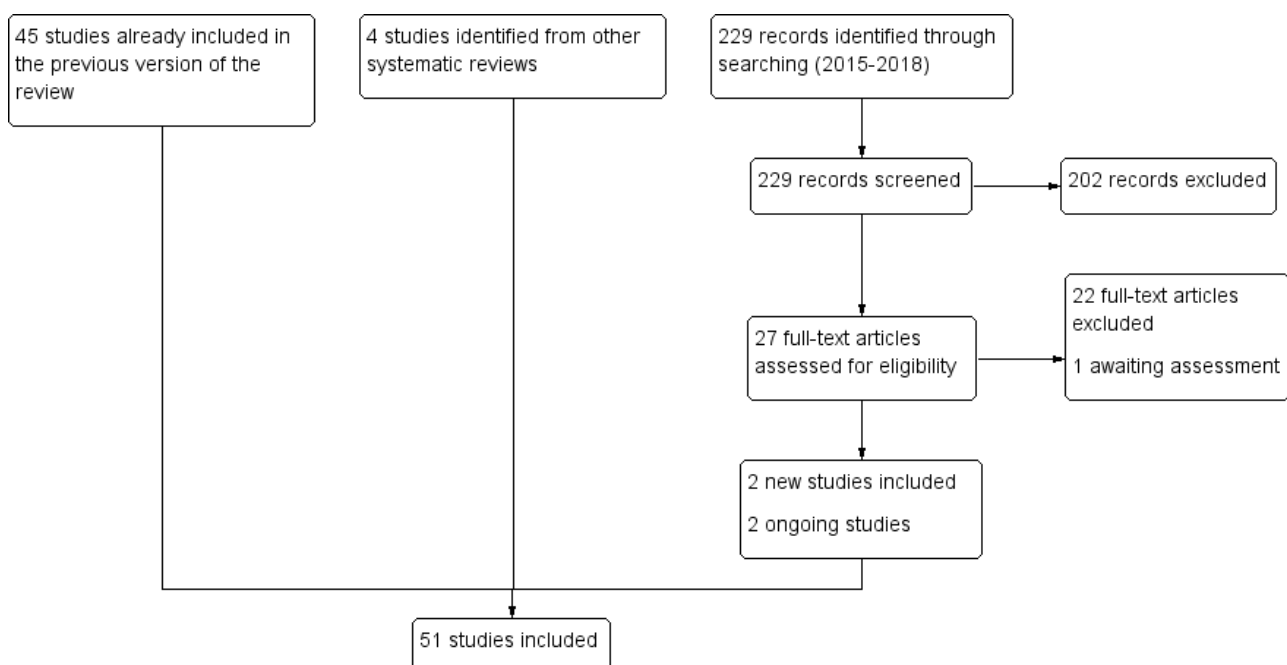 45 studies already included in
the previous version of the
review
4 studies identified from other
systematic reviews
229 records identified through
searching (2015-2018)
229 records screened
202 records excluded
27 full-text articles
assessed for eligibility
22 full-text articles
excluded
1 awaiting assessment
2 new studies included
2 ongoing studies
51 studies included